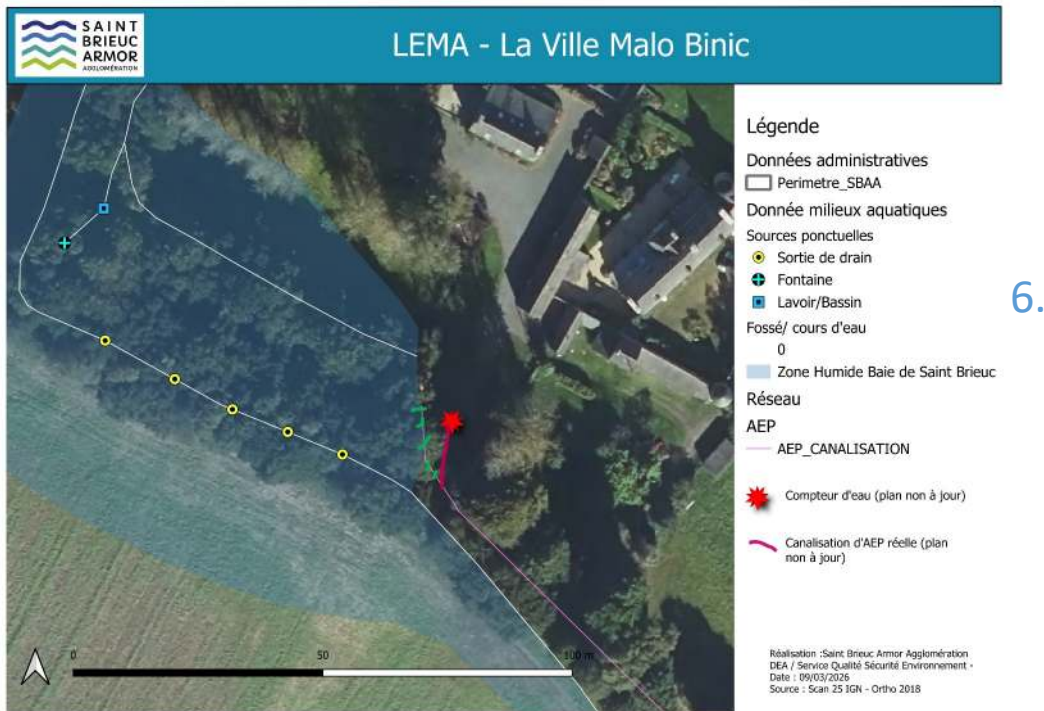 SAINT
BRIEUC
ARMOR
AGGLOMÉRATION
LEMA - La Ville Malo Binic
Légende
Données administratives
Perimetre_SBAA
Donnée milieux aquatiques
Sources ponctuelles
Sortie de drain
Fontaine
Lavoir/Bassin
Fossé/ cours d'eau
0
Zone Humide Baie de Saint Brieuc
Réseau
AEP
AEP_CANALISATION
Compteur d'eau (plan non à jour)
Canalisation d'AEP réelle (plan
non à jour)
6.
0
50
100 m
Réalisation :Saint Brieuc Armor Agglomération
DEA / Service Qualité Sécurité Environnement -
Date : 09/03/2026
Source : Scan 25 IGN - Ortho 2018